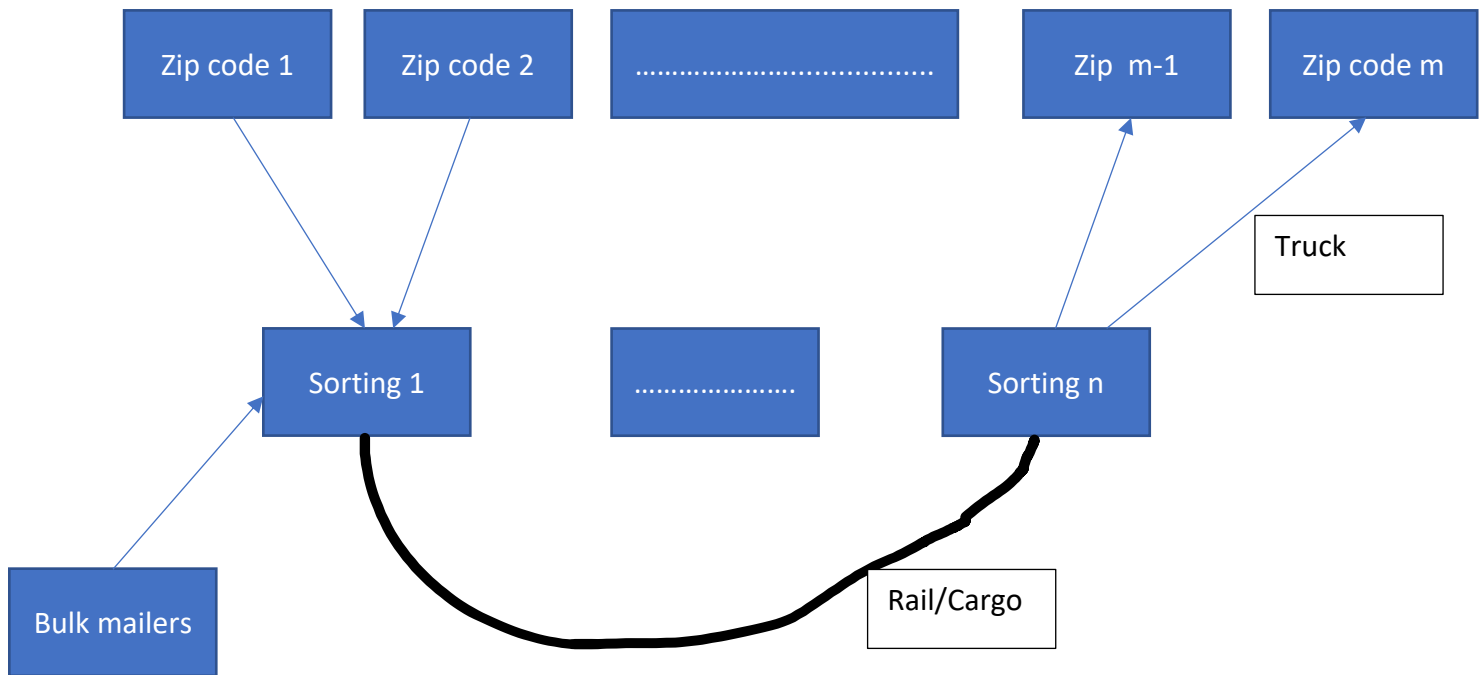 Zip code 1
Zip code 2
……………………..…………..
Zip  m-1
Zip code m
Truck
Sorting 1
………………….
Sorting n
Rail/Cargo
Bulk mailers